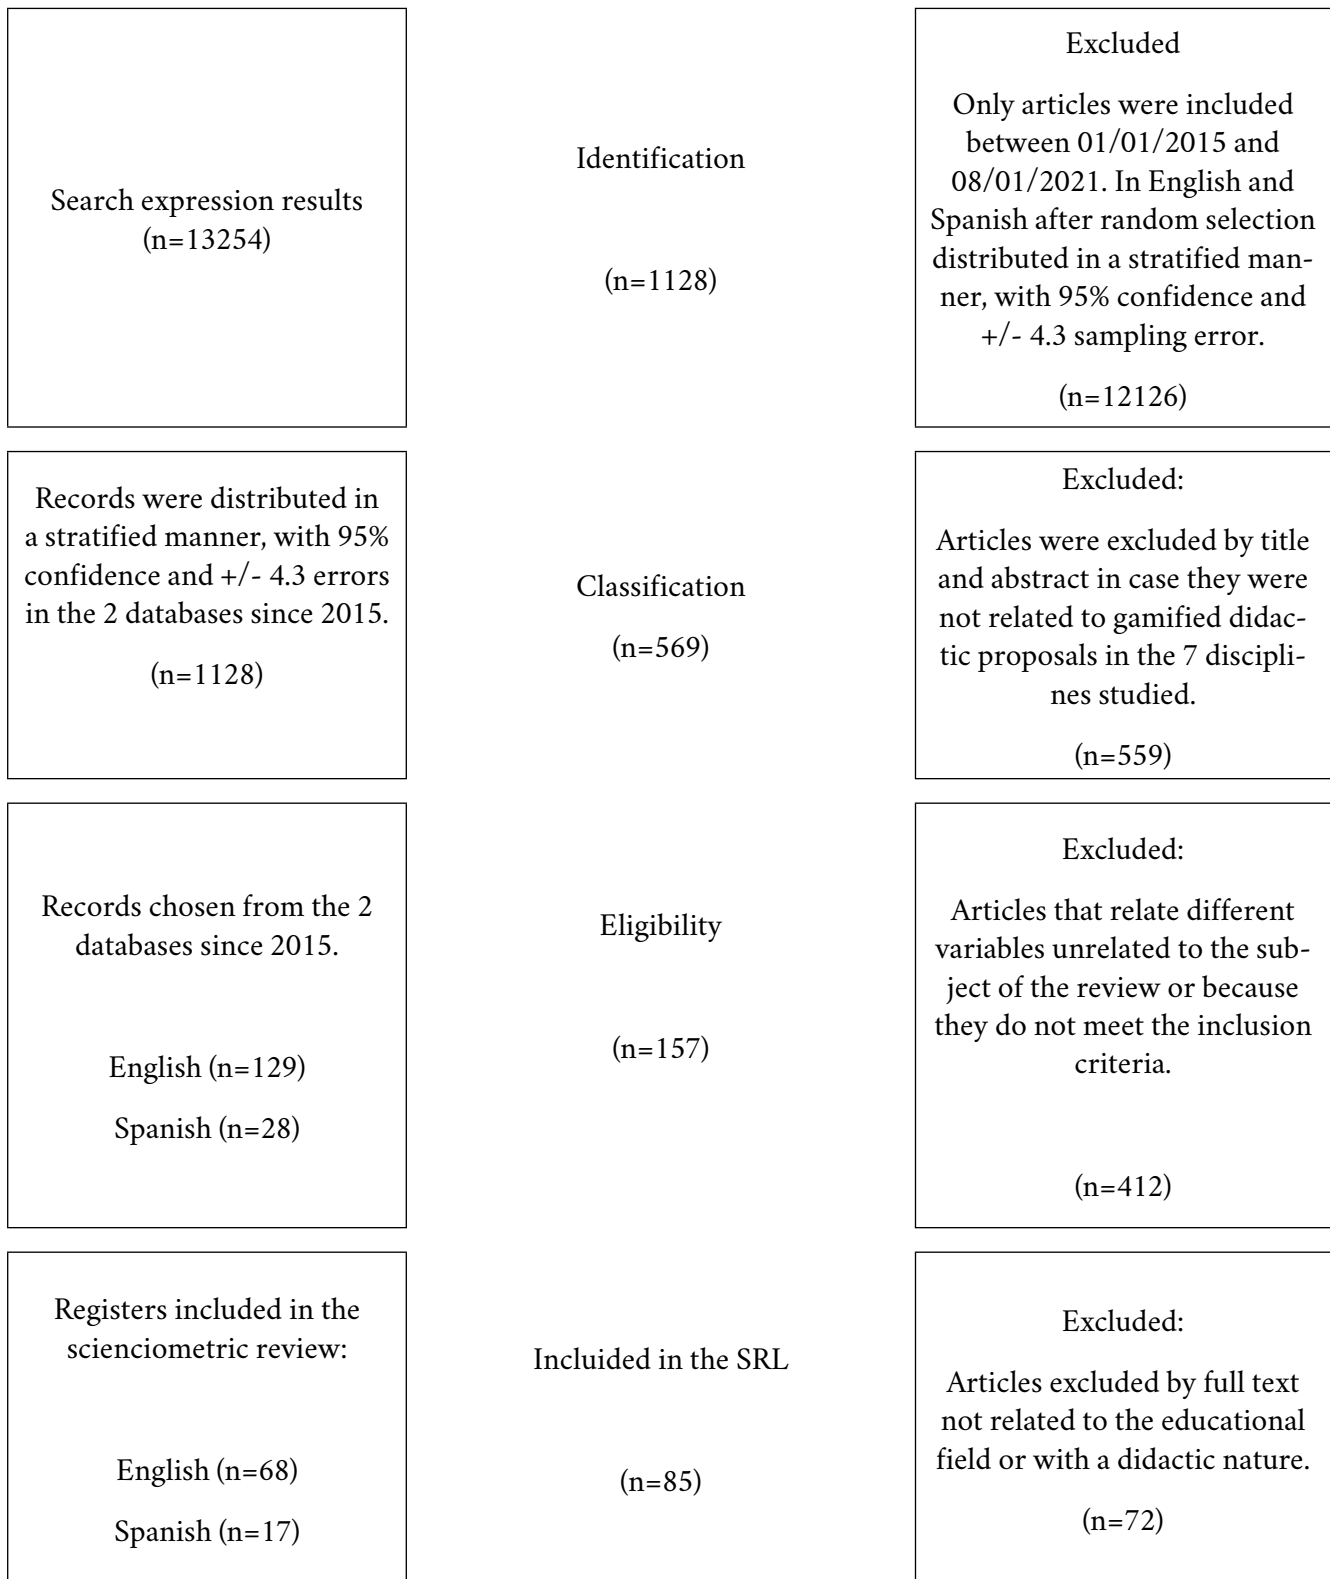 Search expression results
(n=13254)
Identification
(n=1128)
Excluded
Only articles were included
between 01/01/2015 and
08/01/2021. In English and
Spanish after random selection
distributed in a stratified man-
ner, with 95% confidence and
+/- 4.3 sampling error.
(n=12126)
Records were distributed in
a stratified manner, with 95%
confidence and +/- 4.3 errors
in the 2 databases since 2015.
(n=1128)
Classification
(n=569)
Excluded:
Articles were excluded by title
and abstract in case they were
not related to gamified didac-
tic proposals in the 7 discipli-
nes studied.
(n=559)
Records chosen from the 2
databases since 2015.
English (n=129)
Spanish (n=28)
Eligibility
(n=157)
Excluded:
Articles that relate different
variables unrelated to the sub-
ject of the review or because
they do not meet the inclusion
criteria.
(n=412)
Registers included in the
scienciometric review:
English (n=68)
Spanish (n=17)
Incluided in the SRL
(n=85)
Excluded:
Articles excluded by full text
not related to the educational
field or with a didactic nature.
(n=72)